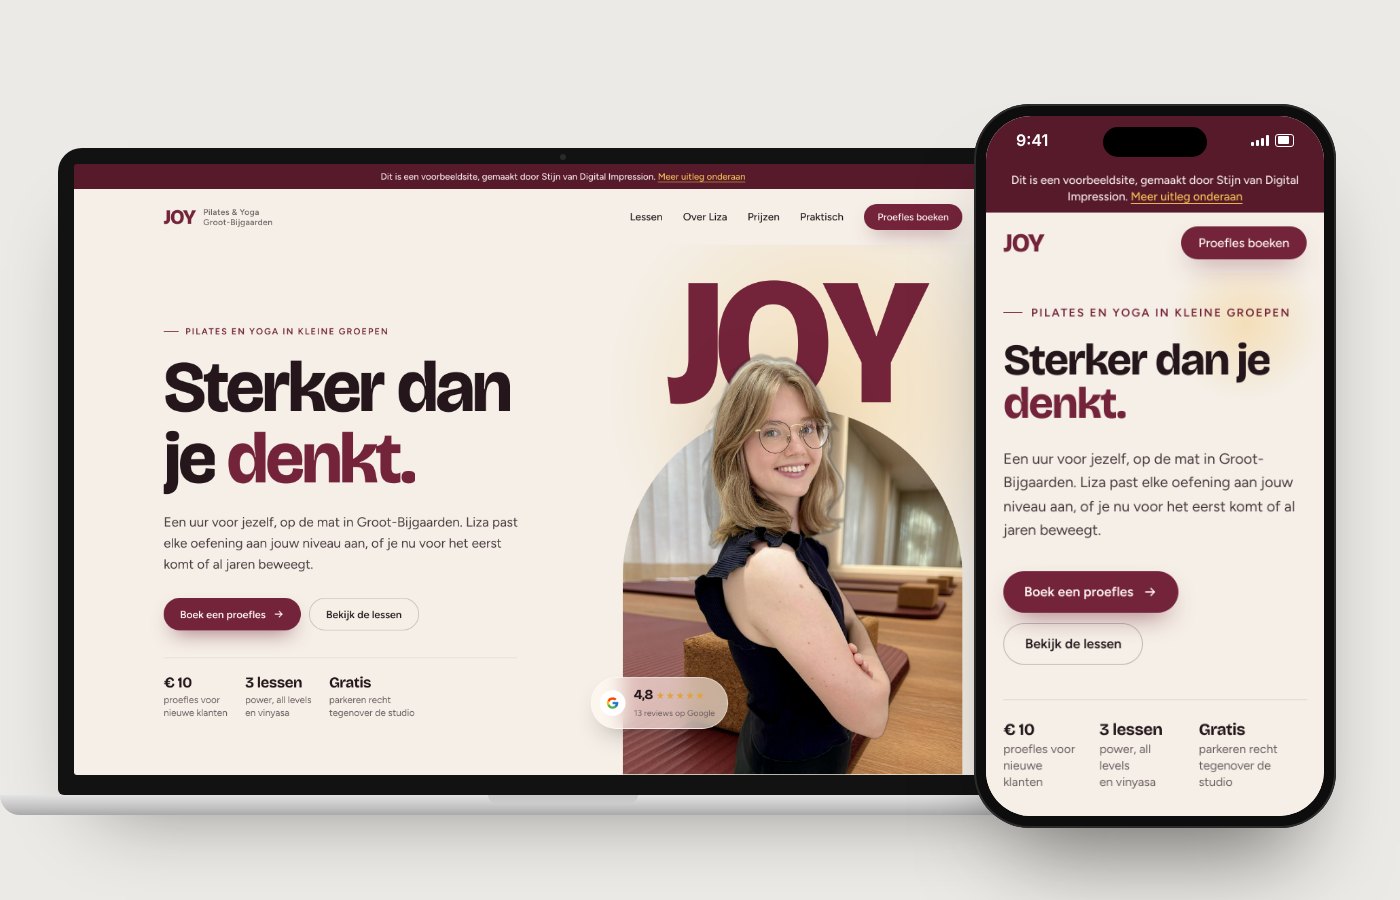 Dit is een voorbeeldsite, gemaakt door Stijn van Digital Impression. Meer uitleg onderaan
JOY
Pilates & Yoga
Groot-Bijgaarden
Lessen
Over Liza
Prijzen
Praktisch
Proefles boeken
JOY
PILATES EN YOGA IN KLEINE GROEPEN
Sterker dan
je denkt.
Een uur voor jezelf, op de mat in Groot-Bijgaarden. Liza past
elke oefening aan jouw niveau aan, of je nu voor het eerst
komt of al jaren beweegt.
Boek een proefles →
Bekijk de lessen
€ 10
proefles voor
nieuwe klanten
3 lessen
power, all levels
en vinyasa
Gratis
parkeren recht
tegenover de studio
G
4,8 ★★★★★
13 reviews op Google
9:41
Dit is een voorbeeldsite, gemaakt door Stijn van Digital
Impression. Meer uitleg onderaan
JOY
Proefles boeken
PILATES EN YOGA IN KLEINE GROEPEN
Sterker dan je
denkt.
Een uur voor jezelf, op de mat in Groot-
Bijgaarden. Liza past elke oefening aan jouw
niveau aan, of je nu voor het eerst komt of al
jaren beweegt.
Boek een proefles →
Bekijk de lessen
€ 10
proefles voor
nieuwe
klanten
3 lessen
power, all
levels
en vinyasa
Gratis
parkeren recht
tegenover de
studio